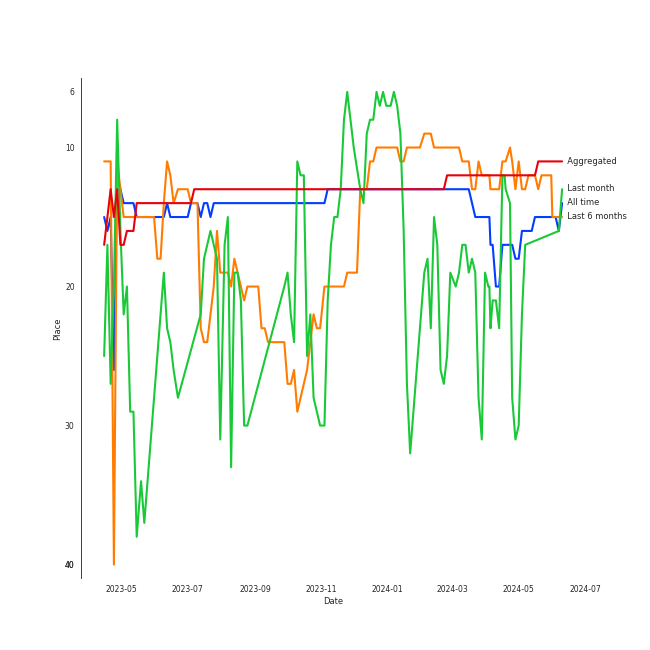 6
10
20
30
40
Place
Aggregated
Last month
All time
Last 6 months
2023-05 2023-07 2023-09 2023-11 2024-01 2024-03 2024-05 2024-07
Date